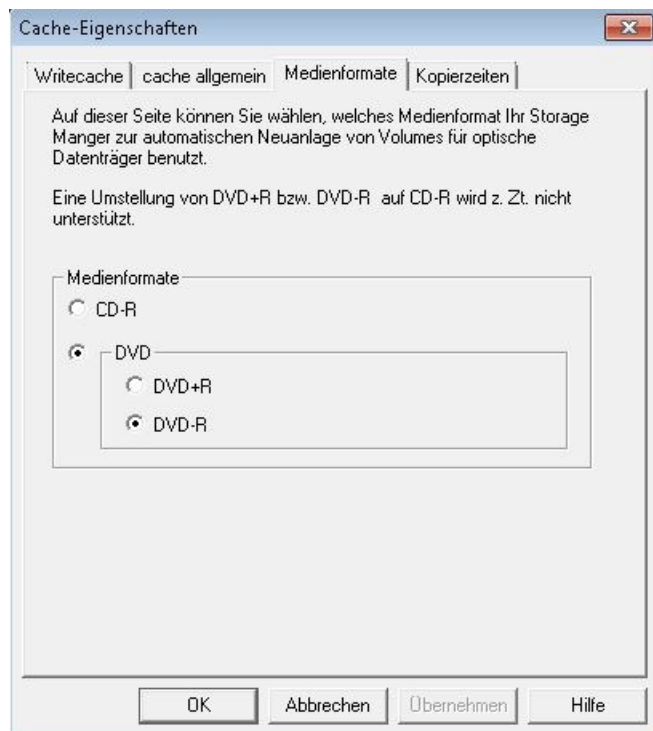 Cache-Eigenschaften
Writecache cache allgemein Medienformate Kopierzeiten
Auf dieser Seite können Sie wählen, welches Medienformat Ihr Storage
Manger zur automatischen Neuanlage von Volumes für optische
Datenträger benutzt.
Eine Umstellung von DVD+R bzw. DVD-R auf CD-R wird z. Zt. nicht
unterstützt.
Medienformate
CD-R
DVD
DVD+R
DVD-R
OK Abbrechen Übernehmen Hilfe